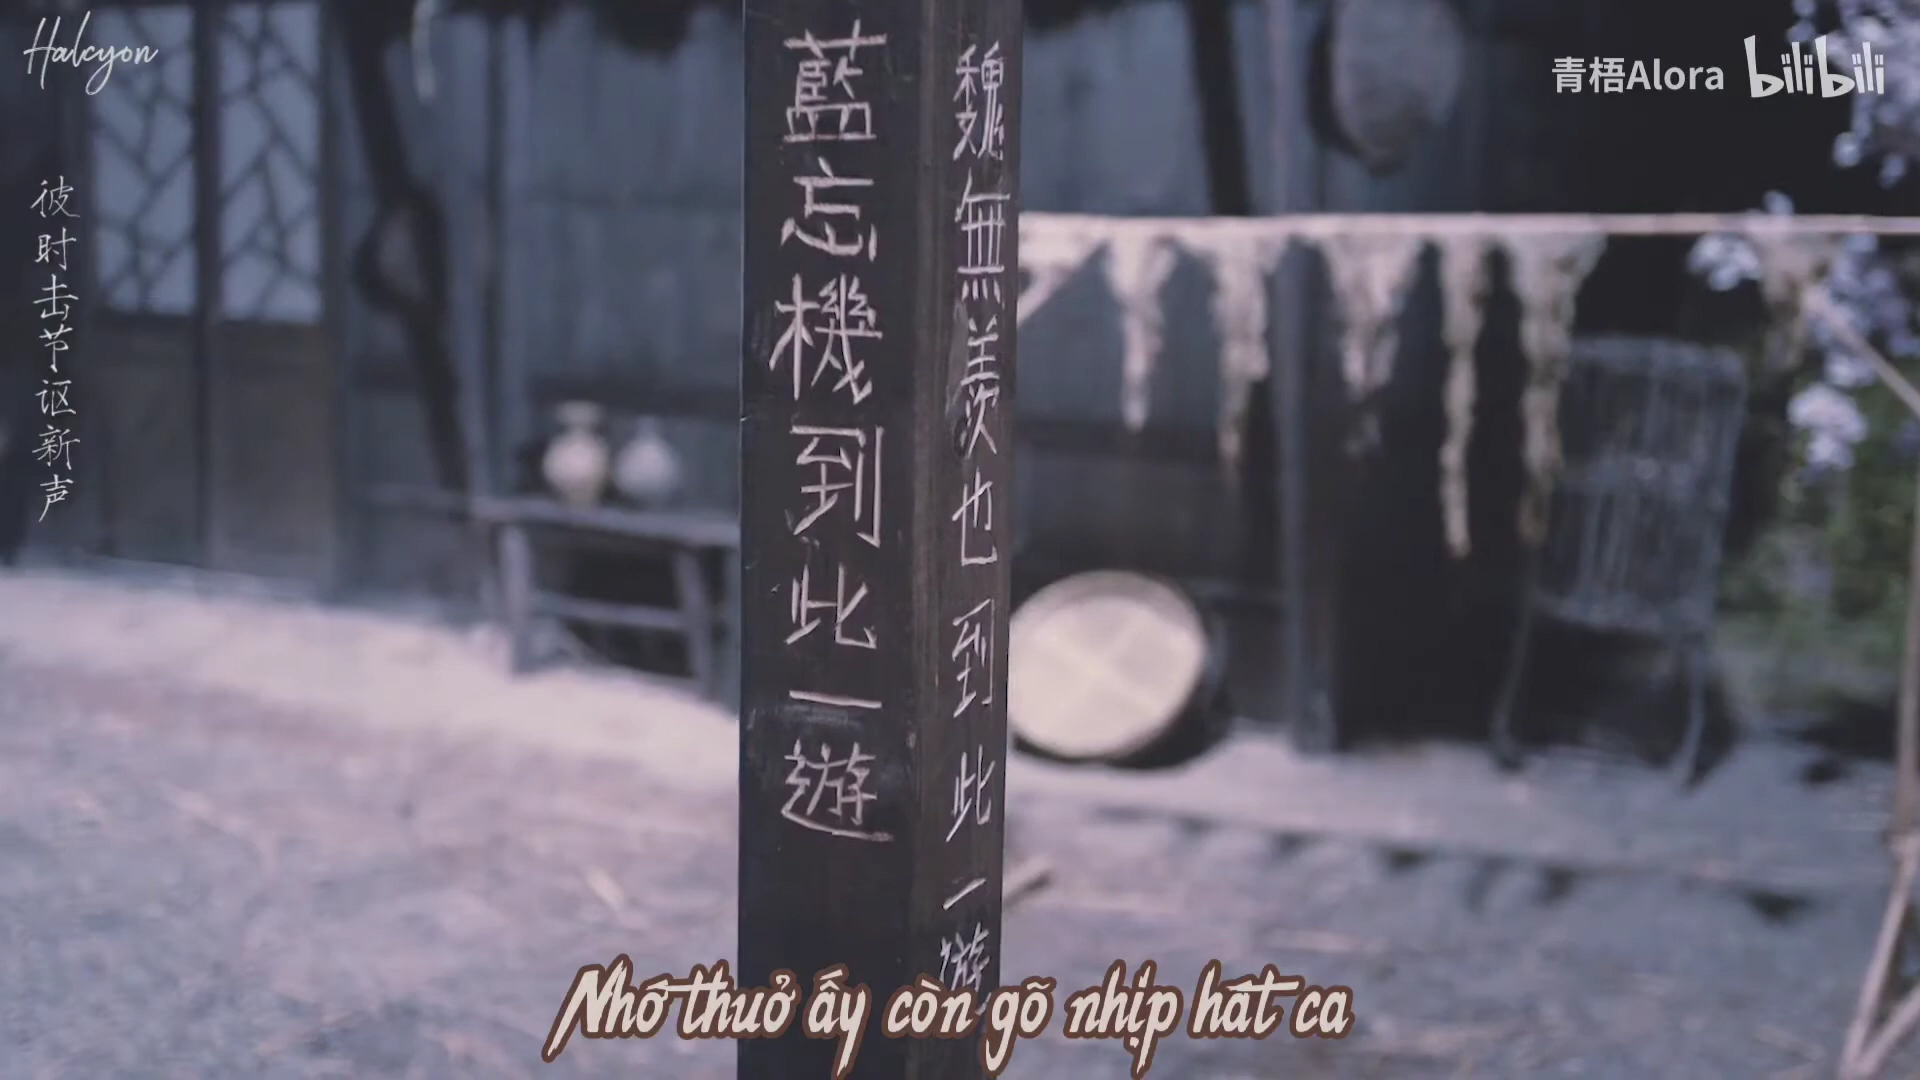 Halcyon
青梧Alora bilibili
彼时击节讴新声
藍忘機到此一遊
魏無羨也到此一遊
Nhớ thuở ấy còn gõ nhịp hát ca